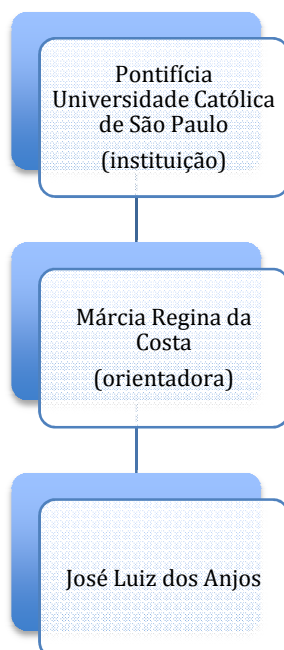 Pontifícia
Universidade Católica
de São Paulo
(instituição)
Márcia Regina da
Costa
(orientadora)
José Luiz dos Anjos